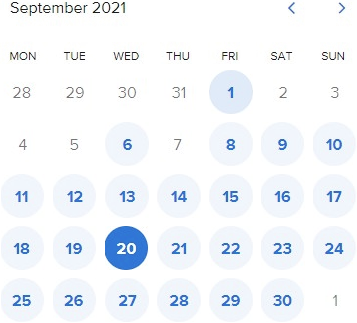 September 2021
MON TUE WED THU FRI SAT SUN
28 29 30 31 1 2 3
4 5 6 7 8 9 10
11 12 13 14 15 16 17
18 19 20 21 22 23 24
25 26 27 28 29 30 1